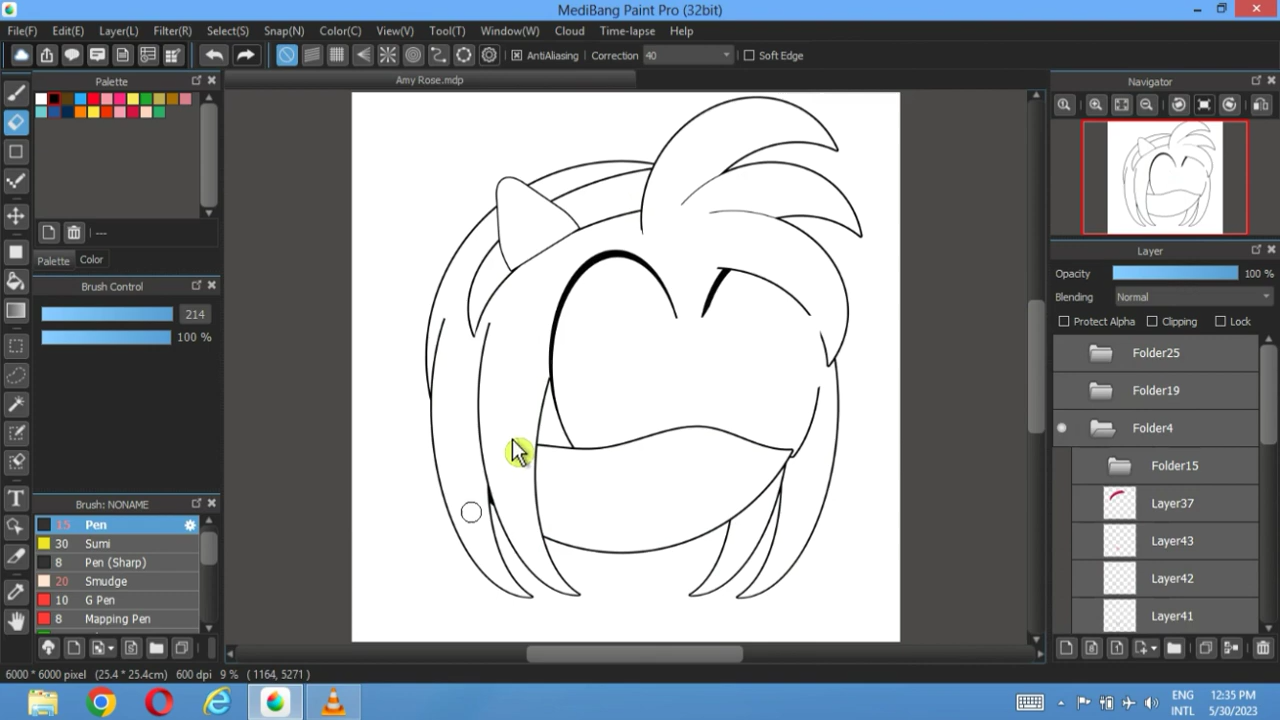 MediBang Paint Pro (32bit)
File(F) Edit(E) Layer(L) Filter(R) Select(S) Snap(N) Color(C) View(V) Tool(T) Window(W) Cloud Time-lapse Help
AntiAliasing Correction 40 Soft Edge
Palette
Amy Rose.mdp
Navigator
---
Palette Color
Brush Control
214
100 %
Brush: NONAME
15 Pen
30 Sumi
8 Pen (Sharp)
20 Smudge
10 G Pen
8 Mapping Pen
Layer
Opacity 100 %
Blending Normal
Protect Alpha Clipping Lock
Folder25
Folder19
Folder4
Folder15
Layer37
Layer43
Layer42
Layer41
6000 * 6000 pixel (25.4 * 25.4cm) 600 dpi 9 % ( 1164, 5271 )
ENG
INTL
12:35 PM
5/30/2023